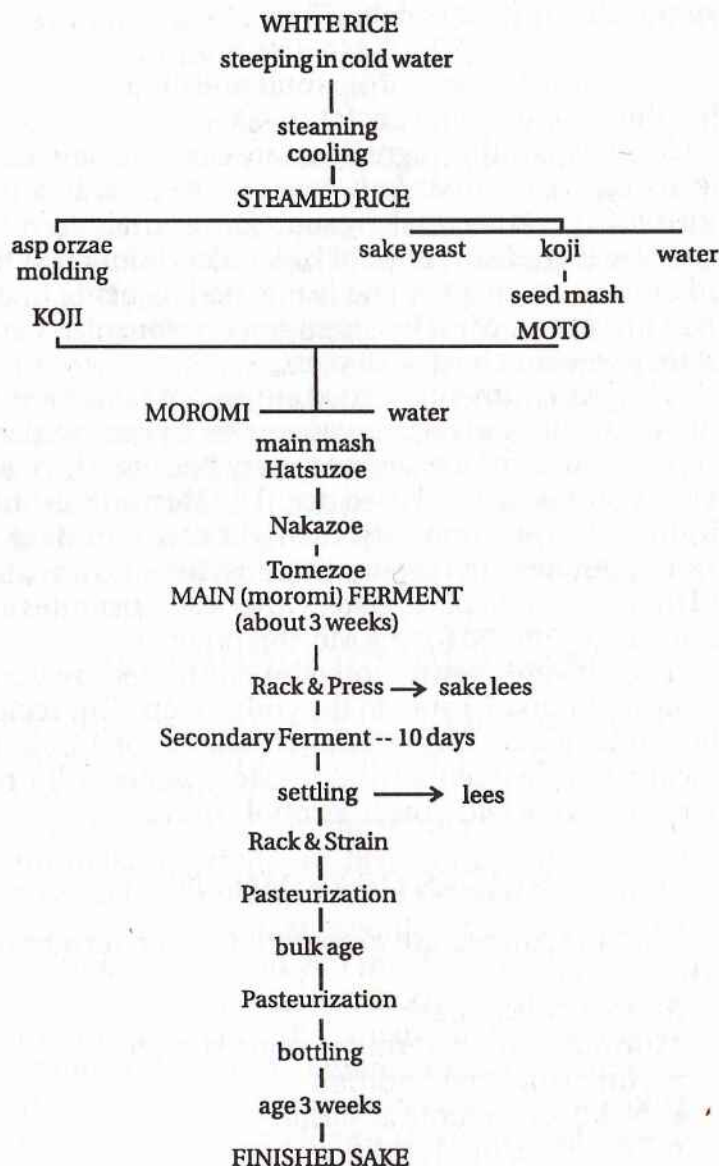 WHITE RICE
steeping in cold water
steaming
cooling
STEAMED RICE
asp orzae
molding
sake yeast
koji
water
seed mash
KOJI
MOTO
MOROMI
water
main mash
Hatsuzoe
Nakazoe
Tomezoe
MAIN (moromi) FERMENT
(about 3 weeks)
Rack & Press → sake lees
Secondary Ferment -- 10 days
settling → lees
Rack & Strain
Pasteurization
bulk age
Pasteurization
bottling
age 3 weeks
FINISHED SAKE